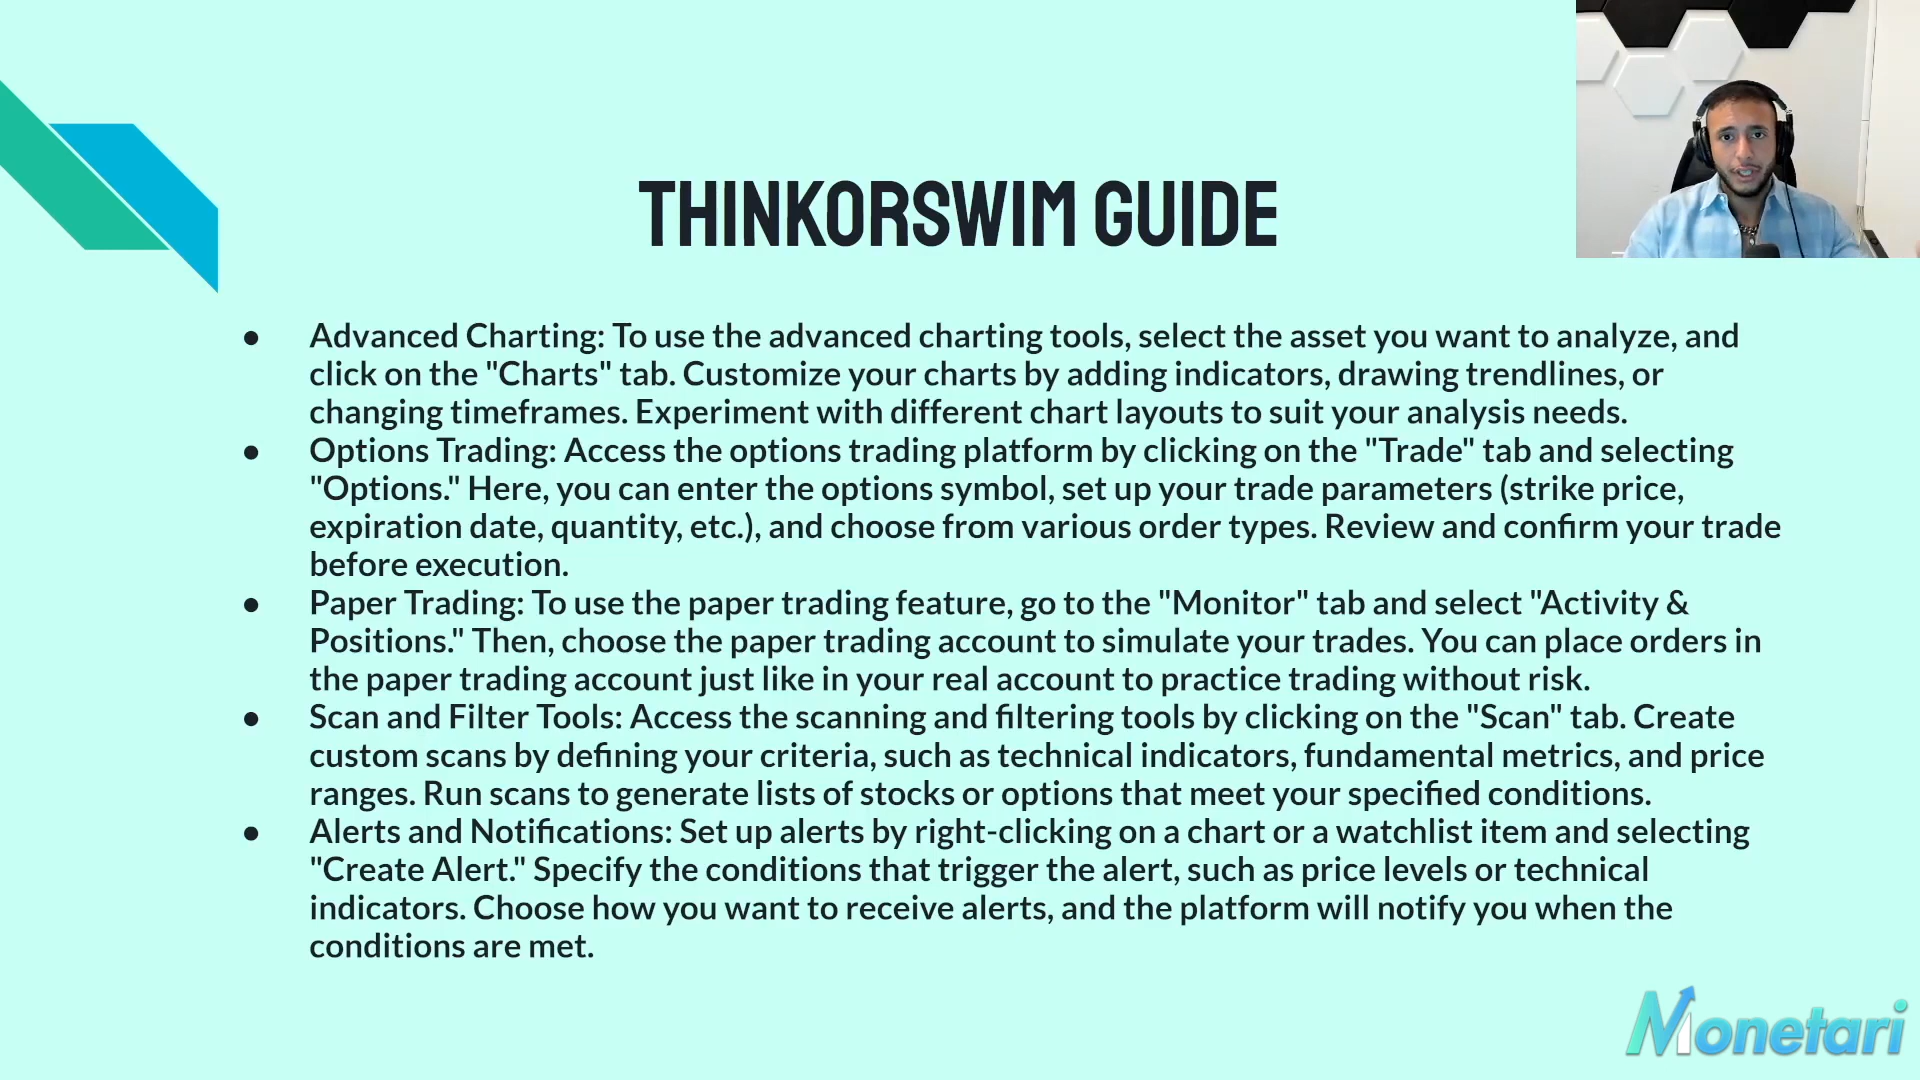 THINKORSWIM GUIDE
● Advanced Charting: To use the advanced charting tools, select the asset you want to analyze, and
click on the "Charts" tab. Customize your charts by adding indicators, drawing trendlines, or
changing timeframes. Experiment with different chart layouts to suit your analysis needs.
● Options Trading: Access the options trading platform by clicking on the "Trade" tab and selecting
"Options." Here, you can enter the options symbol, set up your trade parameters (strike price,
expiration date, quantity, etc.), and choose from various order types. Review and confirm your trade
before execution.
● Paper Trading: To use the paper trading feature, go to the "Monitor" tab and select "Activity &
Positions." Then, choose the paper trading account to simulate your trades. You can place orders in
the paper trading account just like in your real account to practice trading without risk.
● Scan and Filter Tools: Access the scanning and filtering tools by clicking on the "Scan" tab. Create
custom scans by defining your criteria, such as technical indicators, fundamental metrics, and price
ranges. Run scans to generate lists of stocks or options that meet your specified conditions.
● Alerts and Notifications: Set up alerts by right-clicking on a chart or a watchlist item and selecting
"Create Alert." Specify the conditions that trigger the alert, such as price levels or technical
indicators. Choose how you want to receive alerts, and the platform will notify you when the
conditions are met.
Monetari